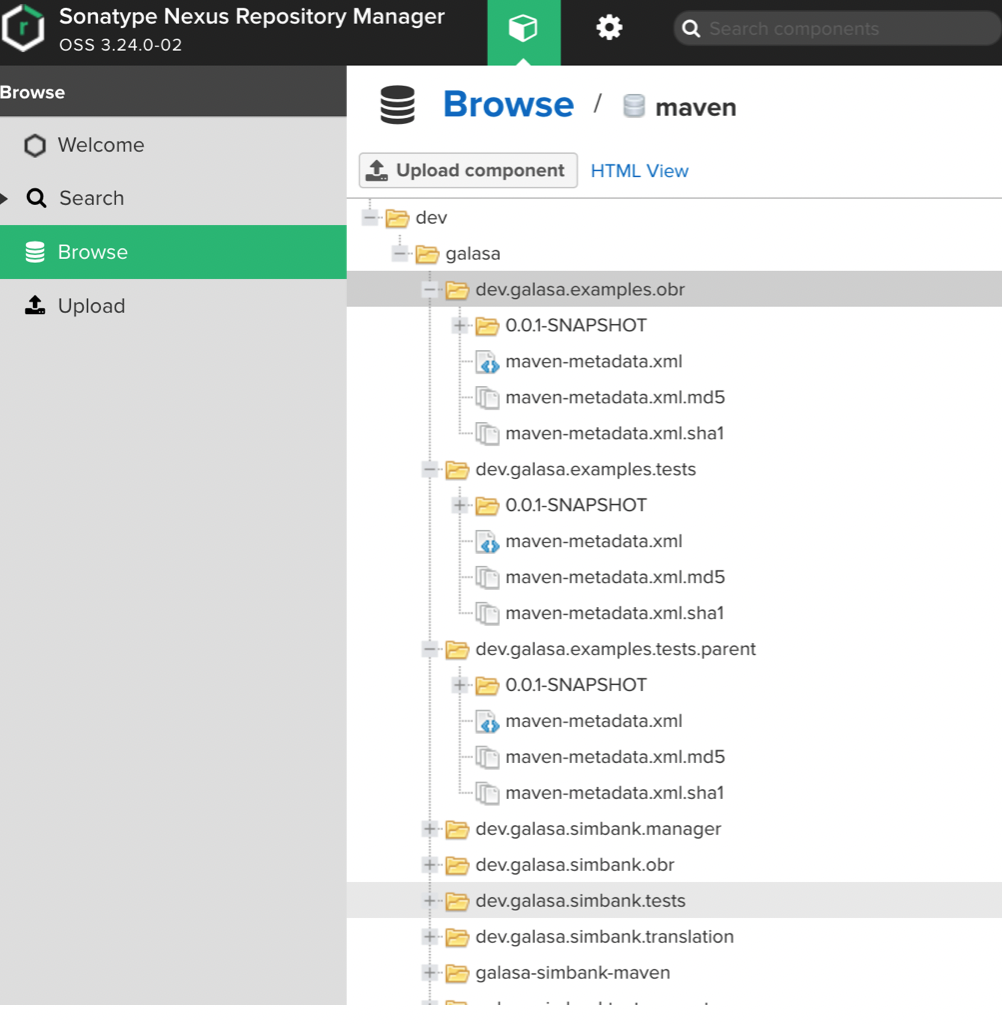 Sonatype Nexus Repository Manager
OSS 3.24.0-02
Search components
Browse
Welcome
Search
Browse
Upload
Browse / maven
Upload component
HTML View
dev
galasa
dev.galasa.examples.obr
0.0.1-SNAPSHOT
maven-metadata.xml
maven-metadata.xml.md5
maven-metadata.xml.sha1
dev.galasa.examples.tests
0.0.1-SNAPSHOT
maven-metadata.xml
maven-metadata.xml.md5
maven-metadata.xml.sha1
dev.galasa.examples.tests.parent
0.0.1-SNAPSHOT
maven-metadata.xml
maven-metadata.xml.md5
maven-metadata.xml.sha1
dev.galasa.simbank.manager
dev.galasa.simbank.obr
dev.galasa.simbank.tests
dev.galasa.simbank.translation
galasa-simbank-maven